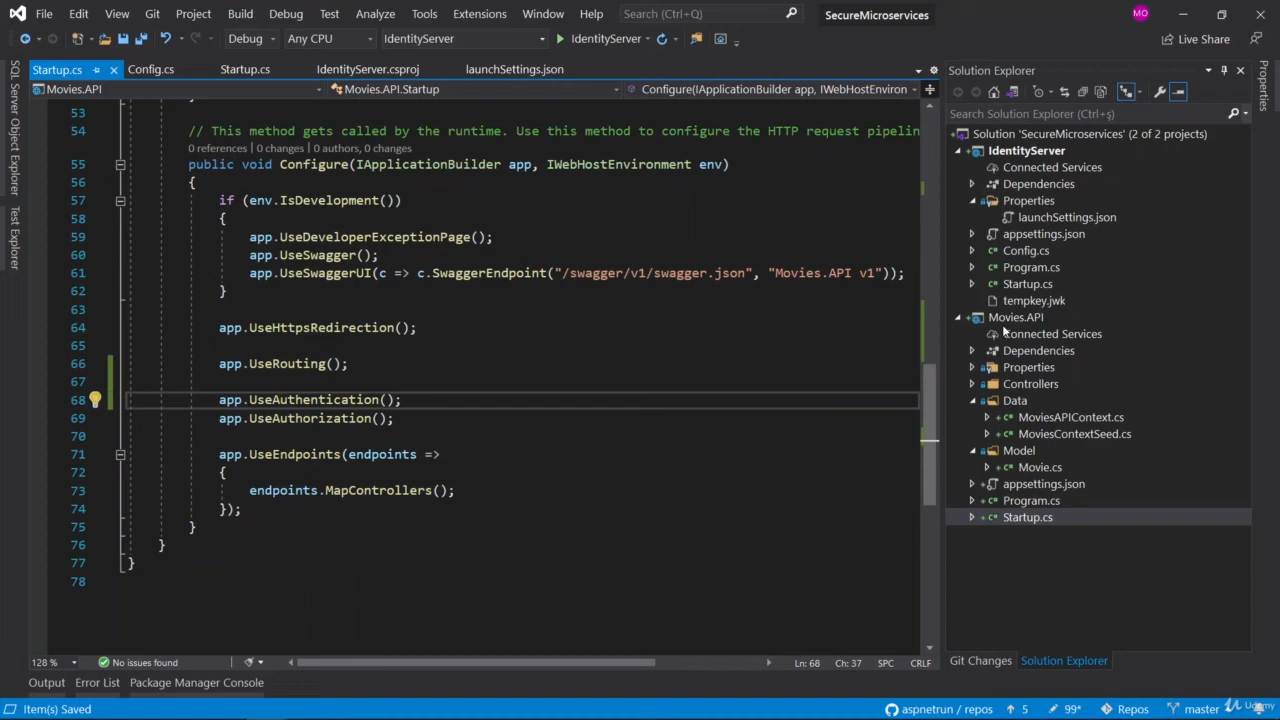 File Edit View Git Project Build Debug Test Analyze Tools Extensions Window Help Search (Ctrl+Q) SecureMicroservices MO
Debug Any CPU IdentityServer IdentityServer Live Share
Startup.cs Config.cs Startup.cs IdentityServer.csproj launchSettings.json
Movies.API Movies.API.Startup Configure(IApplicationBuilder app, IWebHostEnviron
SQL Server Object Explorer
Test Explorer
53
54 // This method gets called by the runtime. Use this method to configure the HTTP request pipelin
0 references | 0 changes | 0 authors, 0 changes
55 public void Configure(IApplicationBuilder app, IWebHostEnvironment env)
56 {
57 if (env.IsDevelopment())
58 {
59 app.UseDeveloperExceptionPage();
60 app.UseSwagger();
61 app.UseSwaggerUI(c => c.SwaggerEndpoint("/swagger/v1/swagger.json", "Movies.API v1"));
62 }
63
64 app.UseHttpsRedirection();
65
66 app.UseRouting();
67
68 app.UseAuthentication();
69 app.UseAuthorization();
70
71 app.UseEndpoints(endpoints =>
72 {
73 endpoints.MapControllers();
74 });
75 }
76 }
77 }
78
128 % No issues found Ln: 68 Ch: 37 SPC CRLF
Solution Explorer
Search Solution Explorer (Ctrl+ş)
Solution 'SecureMicroservices' (2 of 2 projects)
IdentityServer
Connected Services
Dependencies
Properties
launchSettings.json
appsettings.json
Config.cs
Program.cs
Startup.cs
tempkey.jwk
Movies.API
Connected Services
Dependencies
Properties
Controllers
Data
MoviesAPIContext.cs
MoviesContextSeed.cs
Model
Movie.cs
appsettings.json
Program.cs
Startup.cs
Git Changes Solution Explorer
Properties
Output Error List Package Manager Console
Item(s) Saved aspnetrun / repos 5 99* Repos master Udemy